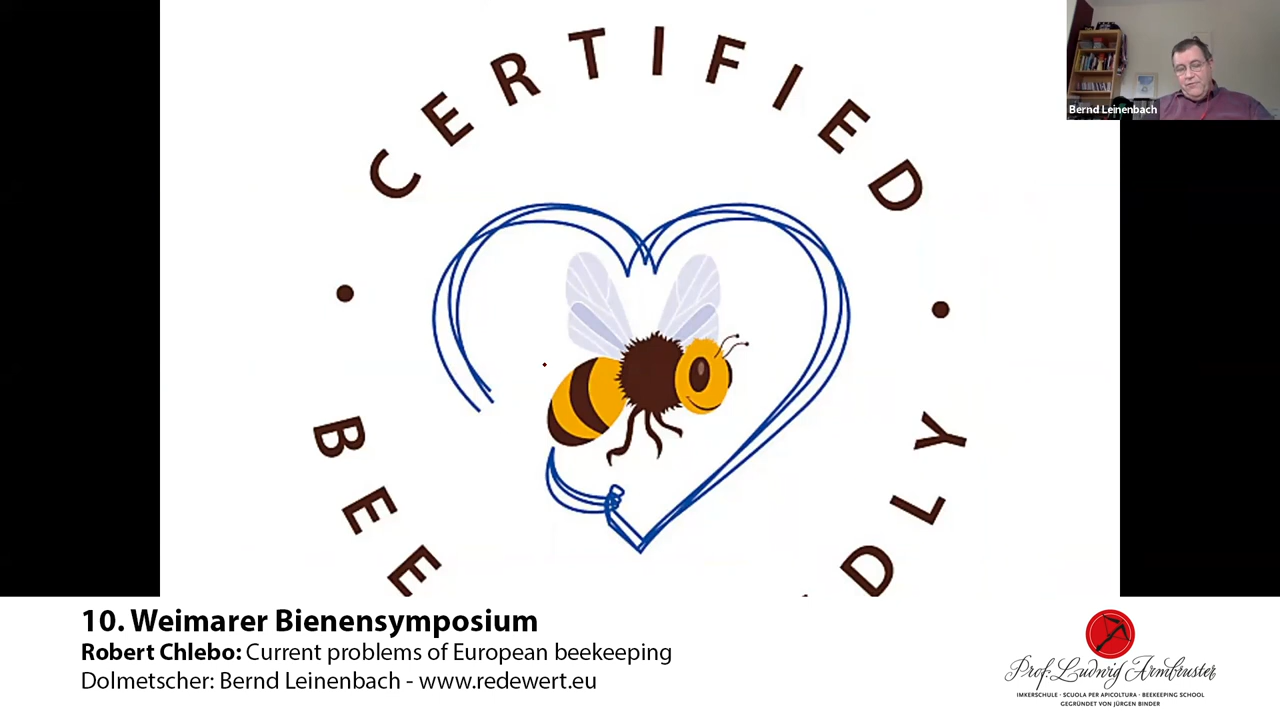 • CERTIFIED •
BEE DLY
Bernd Leinenbach
10. Weimarer Bienensymposium
Robert Chlebo: Current problems of European beekeeping
Dolmetscher: Bernd Leinenbach - www.redewert.eu
Prof. Ludwig Armbruster
IMKERSCHULE · SCUOLA PER APICOLTURA · BEEKEEPING SCHOOL
GEGRÜNDET VON JÜRGEN BINDER